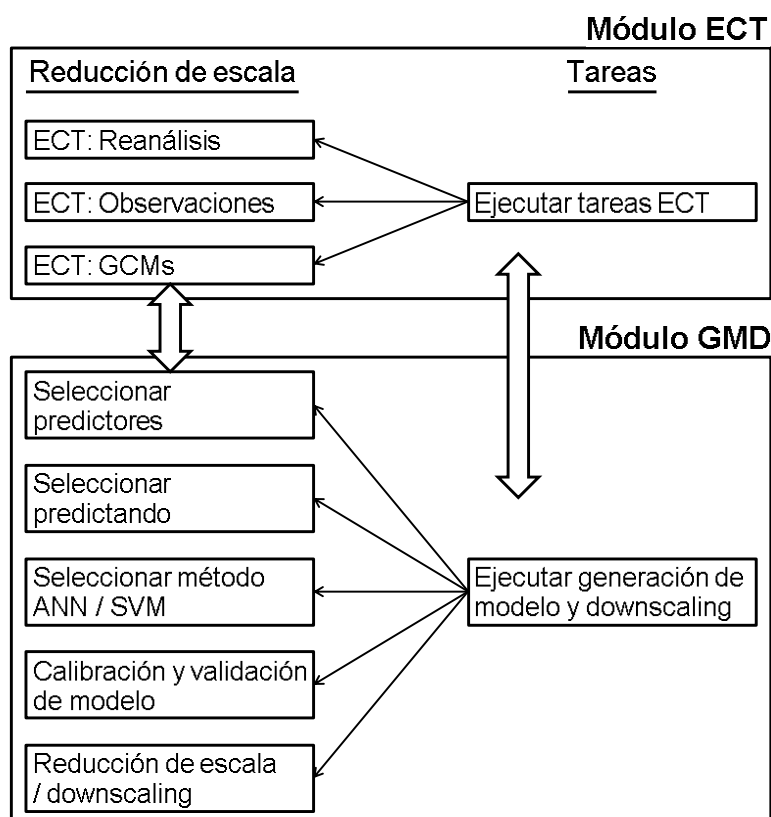 Módulo ECT
Reducción de escala
Tareas
ECT: Reanálisis
ECT: Observaciones
Ejecutar tareas ECT
ECT: GCMs
Módulo GMD
Seleccionar
predictores
Seleccionar
predictando
Seleccionar método
ANN / SVM
Ejecutar generación de
modelo y downscaling
Calibración y validación
de modelo
Reducción de escala
/ downscaling